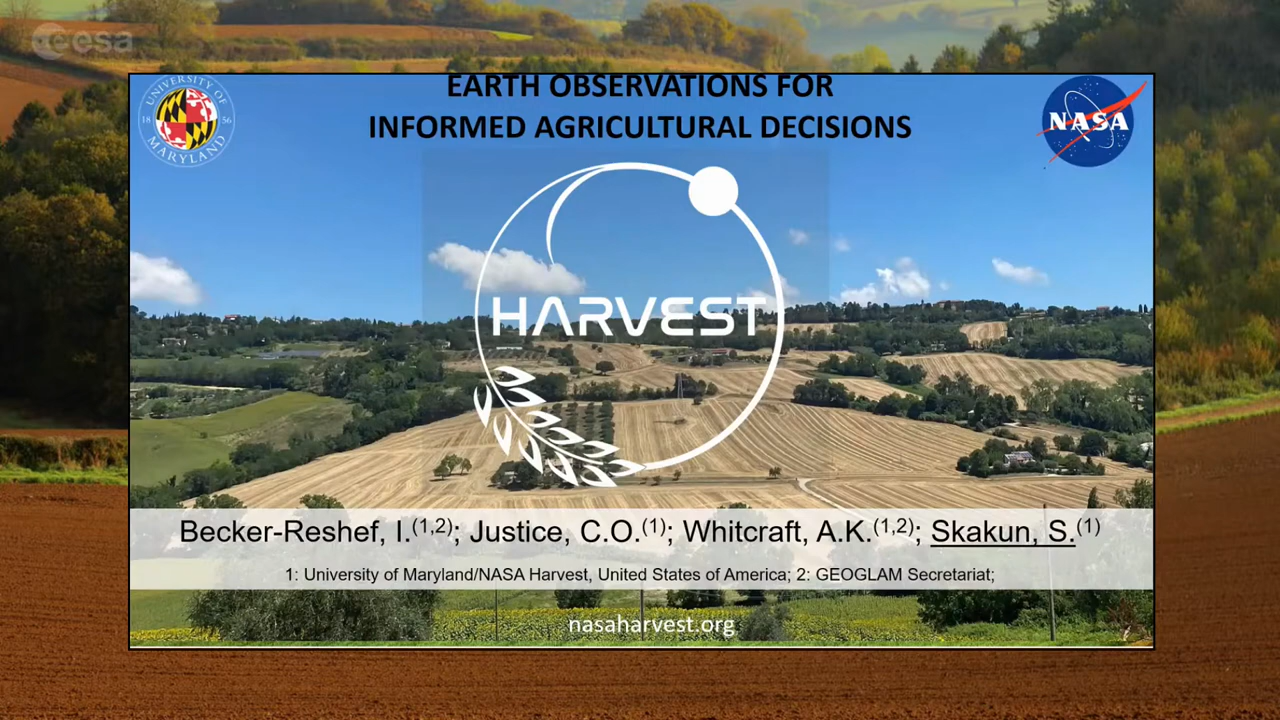 esa
EARTH OBSERVATIONS FOR
INFORMED AGRICULTURAL DECISIONS
UNIVERSITY OF
18 56
MARYLAND
NASA
HARVEST
Becker-Reshef, I.(1,2); Justice, C.O.(1); Whitcraft, A.K.(1,2); Skakun, S.(1)
1: University of Maryland/NASA Harvest, United States of America; 2: GEOGLAM Secretariat;
nasaharvest.org